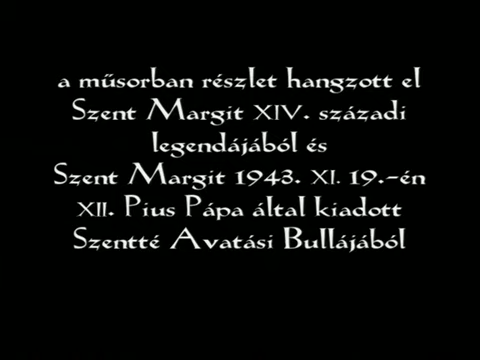 a műsorban részlet hangzott el
Szent Margit XIV. századi
legendájából és
Szent Margit 1943. XI. 19.-én
XII. Pius Pápa által kiadott
Szentté Avatási Bullájából